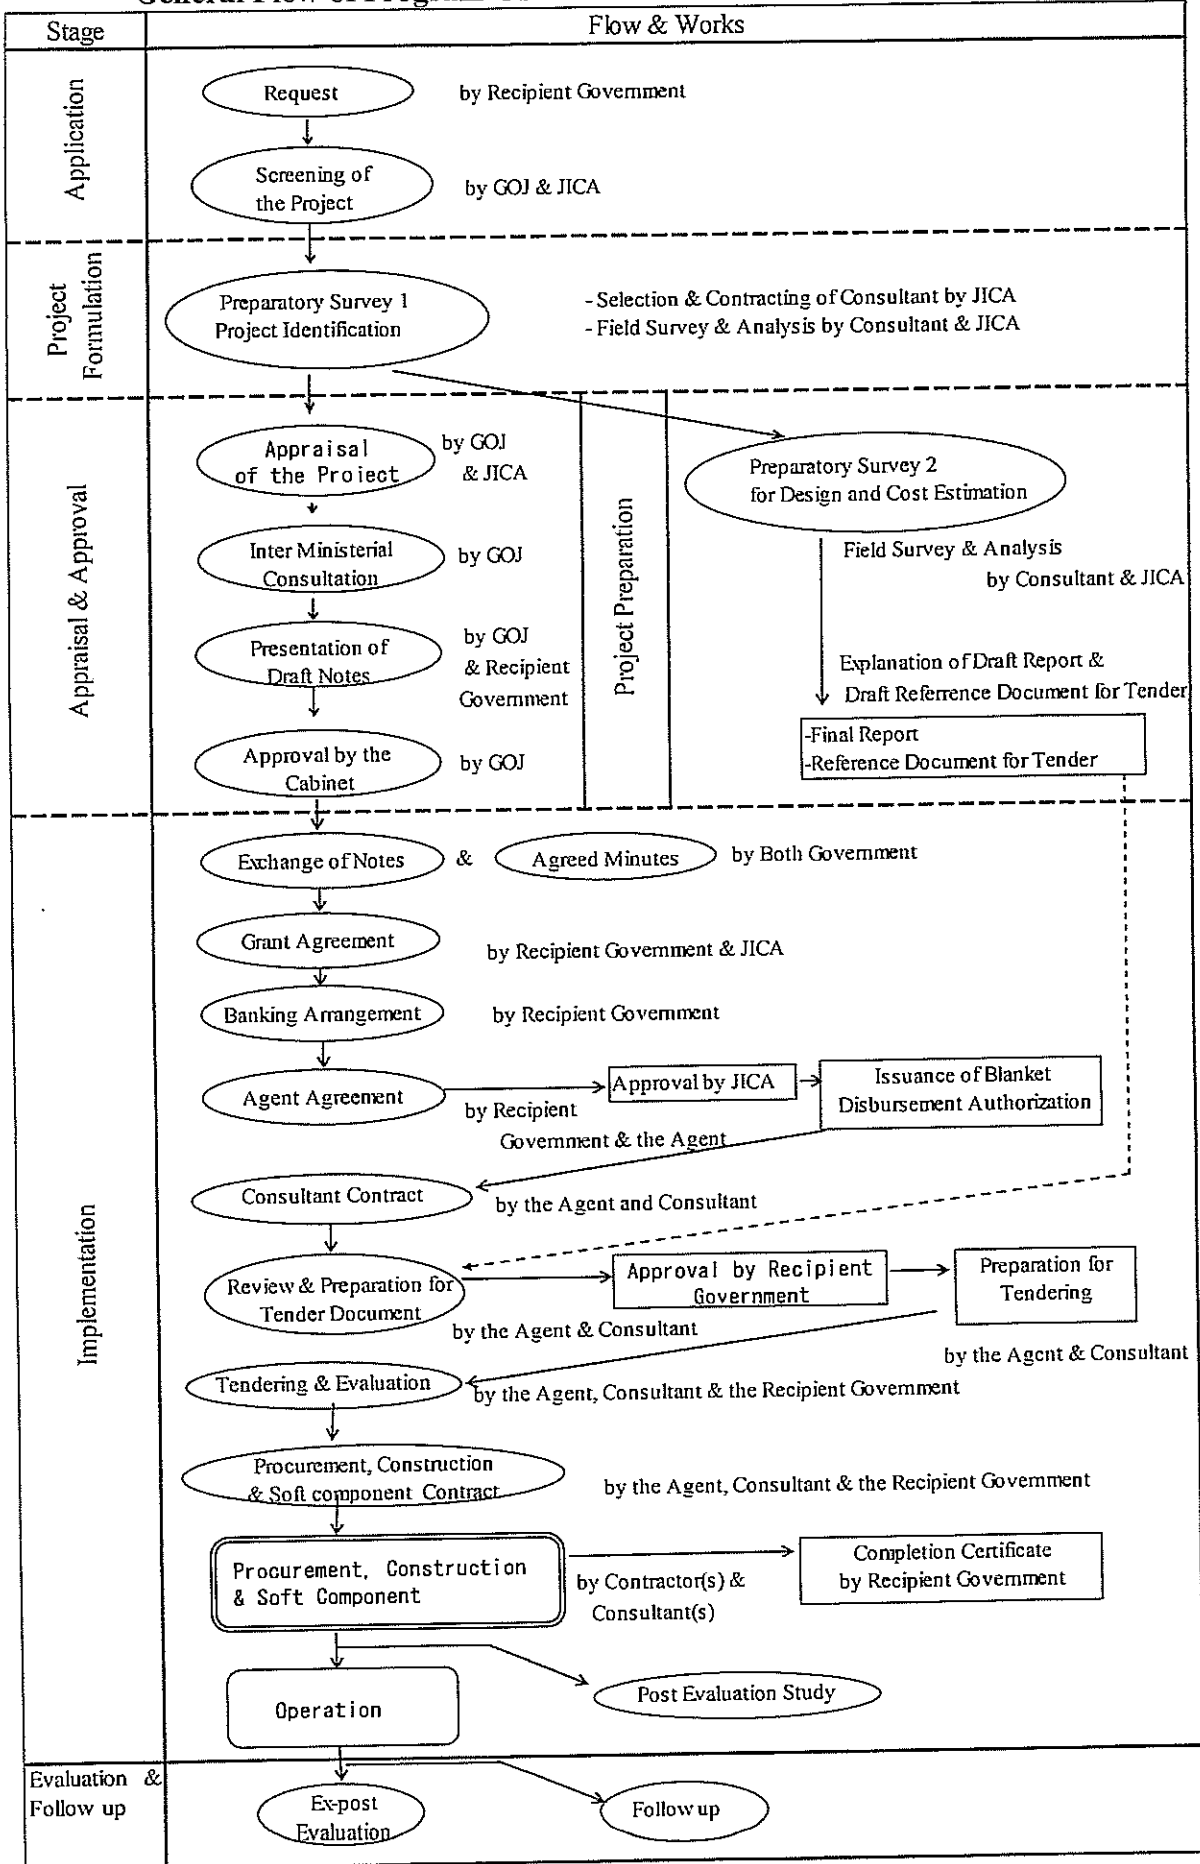 General Flow of Program
Stage
Flow & Works
Application
Request
by Recipient Government
Screening of
the Project
by GOJ & JICA
Project
Formulation
Preparatory Survey 1
Project Identification
- Selection & Contracting of Consultant by JICA
- Field Survey & Analysis by Consultant & JICA
Appraisal & Approval
Appraisal
of the Project
by GOJ
& JICA
Inter Ministerial
Consultation
by GOJ
Presentation of
Draft Notes
by GOJ
& Recipient
Government
Approval by the
Cabinet
by GOJ
Project Preparation
Preparatory Survey 2
for Design and Cost Estimation
Field Survey & Analysis
by Consultant & JICA
Explanation of Draft Report &
Draft Referrence Document for Tender
-Final Report
-Reference Document for Tender
Implementation
Exchange of Notes
&
Agreed Minutes
by Both Government
Grant Agreement
by Recipient Government & JICA
Banking Arrangement
by Recipient Government
Agent Agreement
by Recipient
Government & the Agent
Approval by JICA
Issuance of Blanket
Disbursement Authorization
Consultant Contract
by the Agent and Consultant
Review & Preparation for
Tender Document
by the Agent & Consultant
Approval by Recipient
Government
Preparation for
Tendering
by the Agent & Consultant
Tendering & Evaluation
by the Agent, Consultant & the Recipient Government
Procurement, Construction
& Soft component Contract
by the Agent, Consultant & the Recipient Government
Procurement, Construction
& Soft Component
by Contractor(s) &
Consultant(s)
Completion Certificate
by Recipient Government
Operation
Post Evaluation Study
Evaluation &
Follow up
Ex-post
Evaluation
Follow up